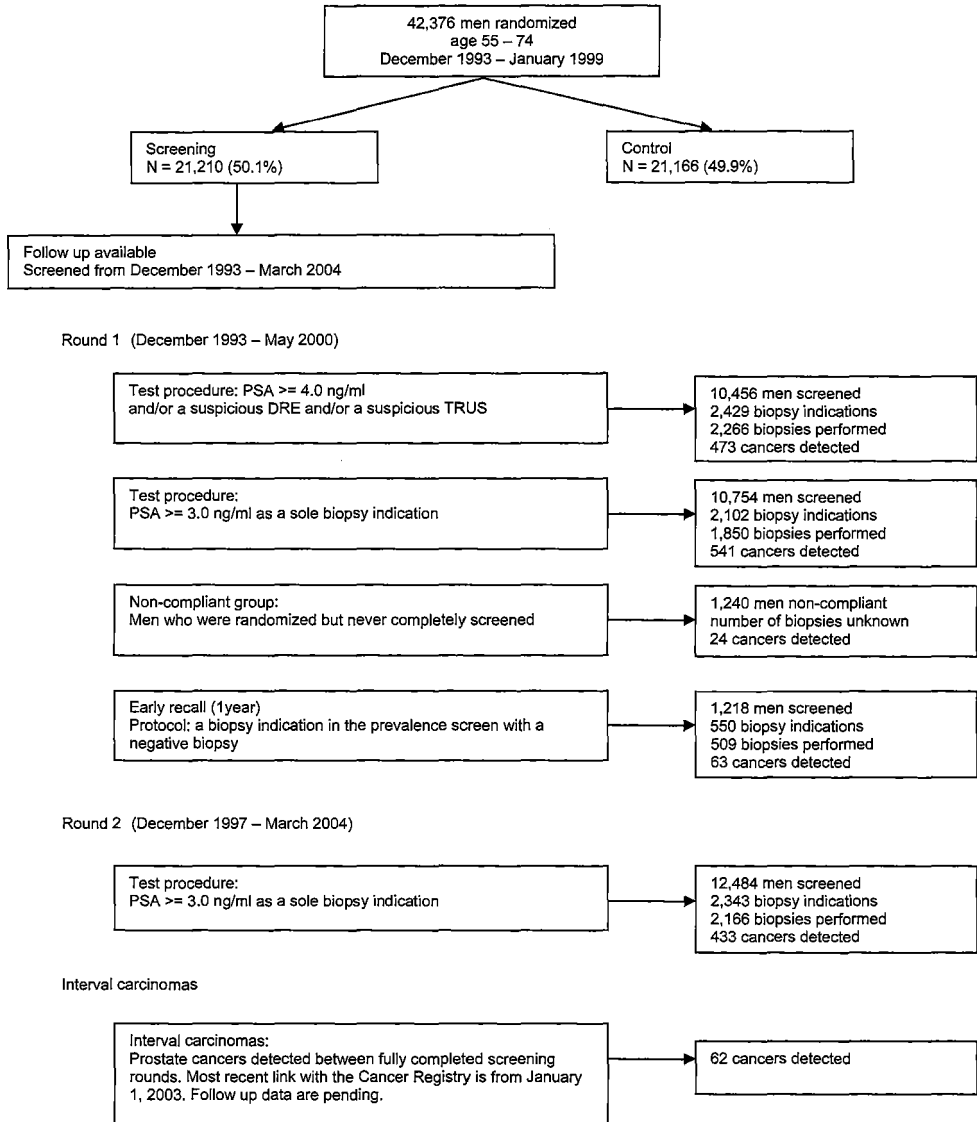 42,376 men randomized
age 55 – 74
December 1993 – January 1999
Screening
N = 21,210 (50.1%)
Control
N = 21,166 (49.9%)
Follow up available
Screened from December 1993 – March 2004
Round 1 (December 1993 – May 2000)
Test procedure: PSA >= 4.0 ng/ml
and/or a suspicious DRE and/or a suspicious TRUS
10,456 men screened
2,429 biopsy indications
2,266 biopsies performed
473 cancers detected
Test procedure:
PSA >= 3.0 ng/ml as a sole biopsy indication
10,754 men screened
2,102 biopsy indications
1,850 biopsies performed
541 cancers detected
Non-compliant group:
Men who were randomized but never completely screened
1,240 men non-compliant
number of biopsies unknown
24 cancers detected
Early recall (1year)
Protocol: a biopsy indication in the prevalence screen with a
negative biopsy
1,218 men screened
550 biopsy indications
509 biopsies performed
63 cancers detected
Round 2 (December 1997 – March 2004)
Test procedure:
PSA >= 3.0 ng/ml as a sole biopsy indication
12,484 men screened
2,343 biopsy indications
2,166 biopsies performed
433 cancers detected
Interval carcinomas
Interval carcinomas:
Prostate cancers detected between fully completed screening
rounds. Most recent link with the Cancer Registry is from January
1, 2003. Follow up data are pending.
62 cancers detected